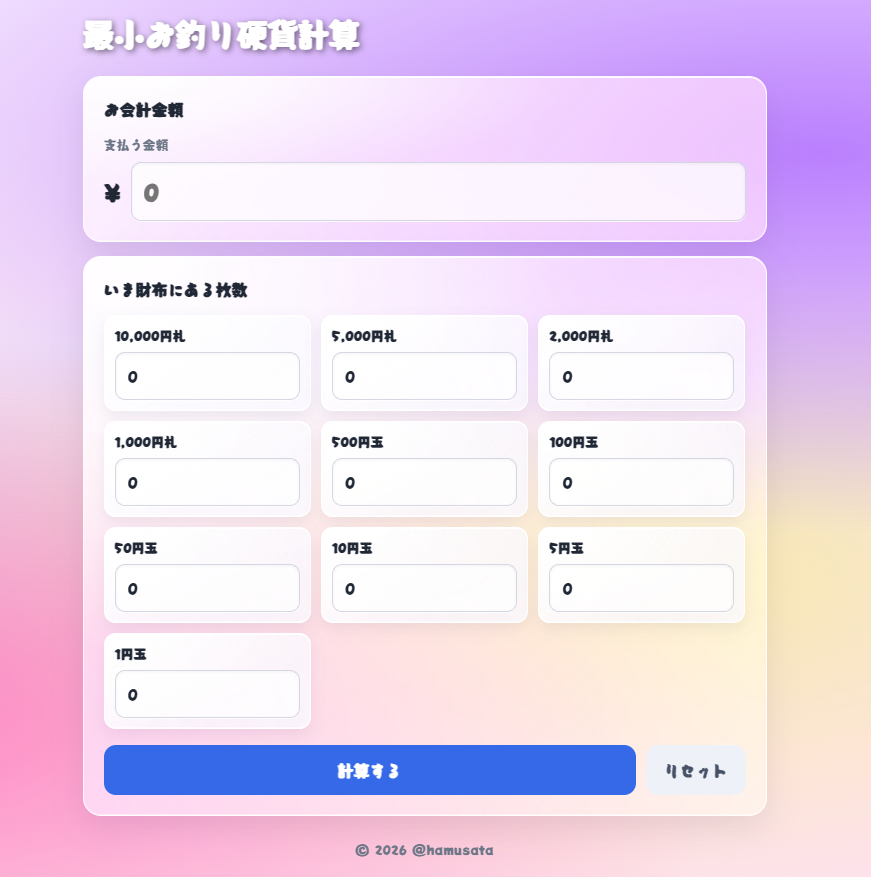 最小お釣り硬貨計算
お会計金額
支払う金額
¥ 0
いま財布にある枚数
10,000円札 5,000円札 2,000円札
0 0 0
1,000円札 500円玉 100円玉
0 0 0
50円玉 10円玉 5円玉
0 0 0
1円玉
0
計算する リセット
© 2026 @hamusata